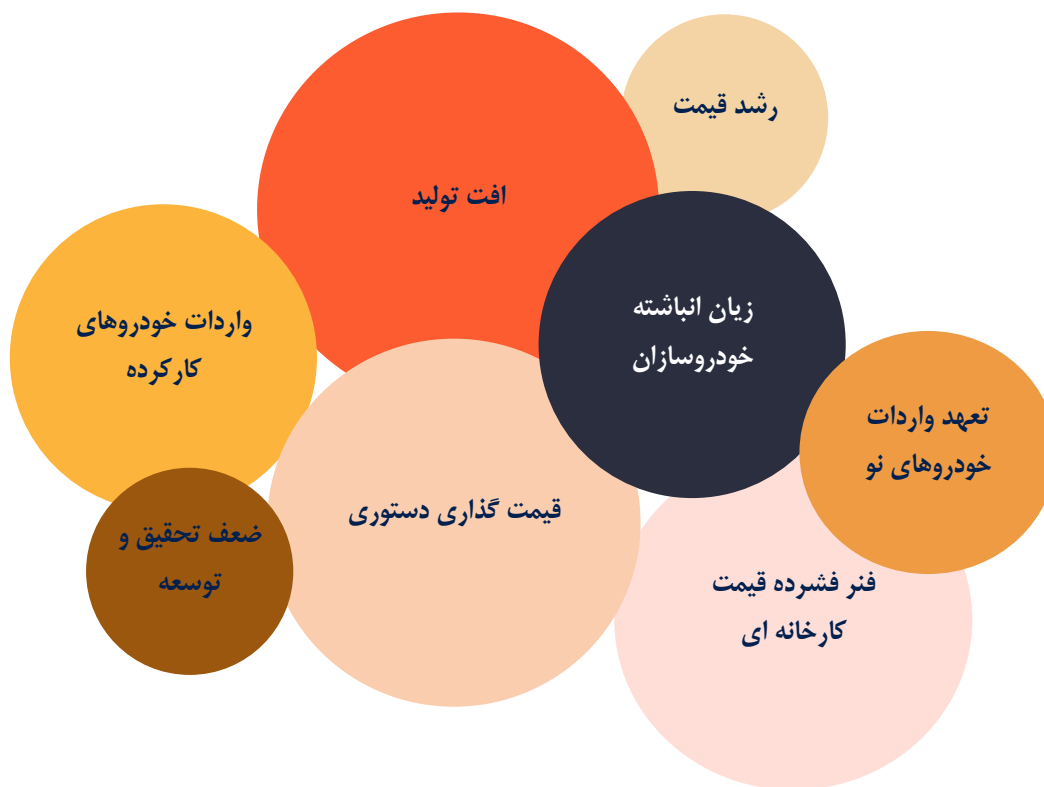 رشد قیمت
افت تولید
زیان انباشته
خودروسازان
واردات خودروهای
کارکرده
تعهد واردات
خودروهای نو
قیمت گذاری دستوری
ضعف تحقیق و
توسعه
فنر فشرده قیمت
کارخانه ای